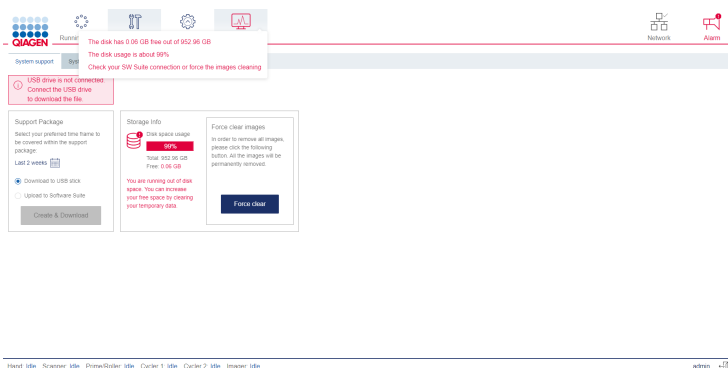 QIAGEN
Runnin
Network
Alarm
The disk has 0.06 GB free out of 952.96 GB
The disk usage is about 99%
Check your SW Suite connection or force the images cleaning.
System support
Syst
USB drive is not connected.
Connect the USB drive
to download the file.
Support Package
Select your preferred time frame to
be covered within the support
package:
Last 2 weeks
Download to USB stick
Upload to Software Suite
Create & Download
Storage Info
Disk space usage
99%
Total: 952.96 GB
Free: 0.06 GB
You are running out of disk
space. You can increase
your free space by clearing
your temporary data.
Force clear images
In order to remove all images,
please click the following
button. All the images will be
permanently removed.
Force clear
Hand: Idle Scanner: Idle Prime/Roller: Idle Cycler 1: Idle Cycler 2: Idle Imager: Idle
admin